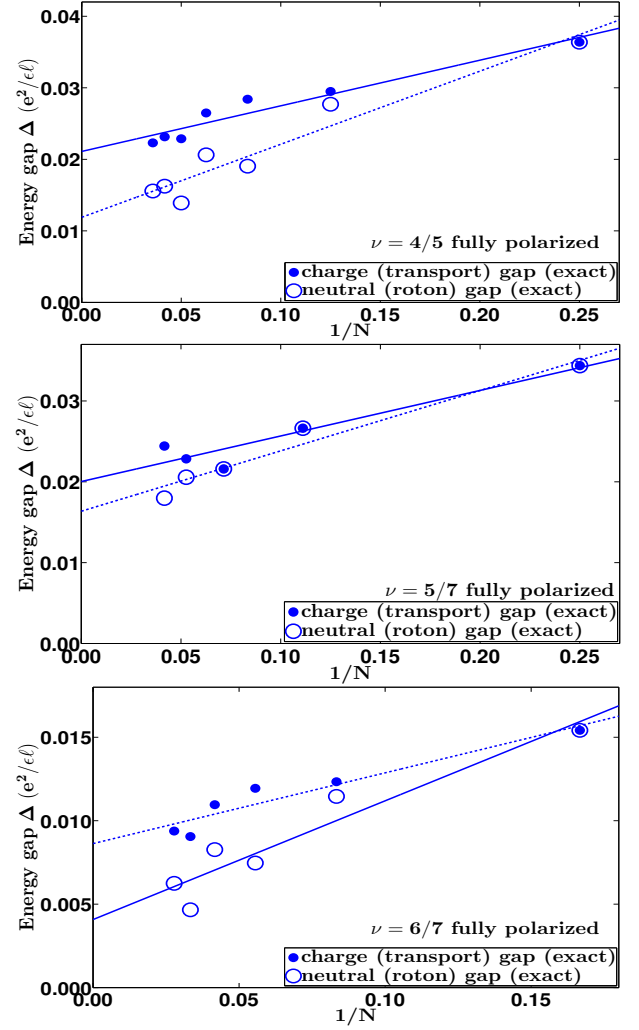 0.04
0.03
0.02
0.01
0.00
Energy gap Δ (e²/ϵℓ)
ν = 4/5 fully polarized
charge (transport) gap (exact)
neutral (roton) gap (exact)
0.00 0.05 0.10 0.15 0.20 0.25
1/N
0.03
0.02
0.01
0.00
Energy gap Δ (e²/ϵℓ)
ν = 5/7 fully polarized
charge (transport) gap (exact)
neutral (roton) gap (exact)
0.00 0.05 0.10 0.15 0.20 0.25
1/N
0.015
0.010
0.005
0.000
Energy gap Δ (e²/ϵℓ)
ν = 6/7 fully polarized
charge (transport) gap (exact)
neutral (roton) gap (exact)
0.00 0.05 0.10 0.15
1/N